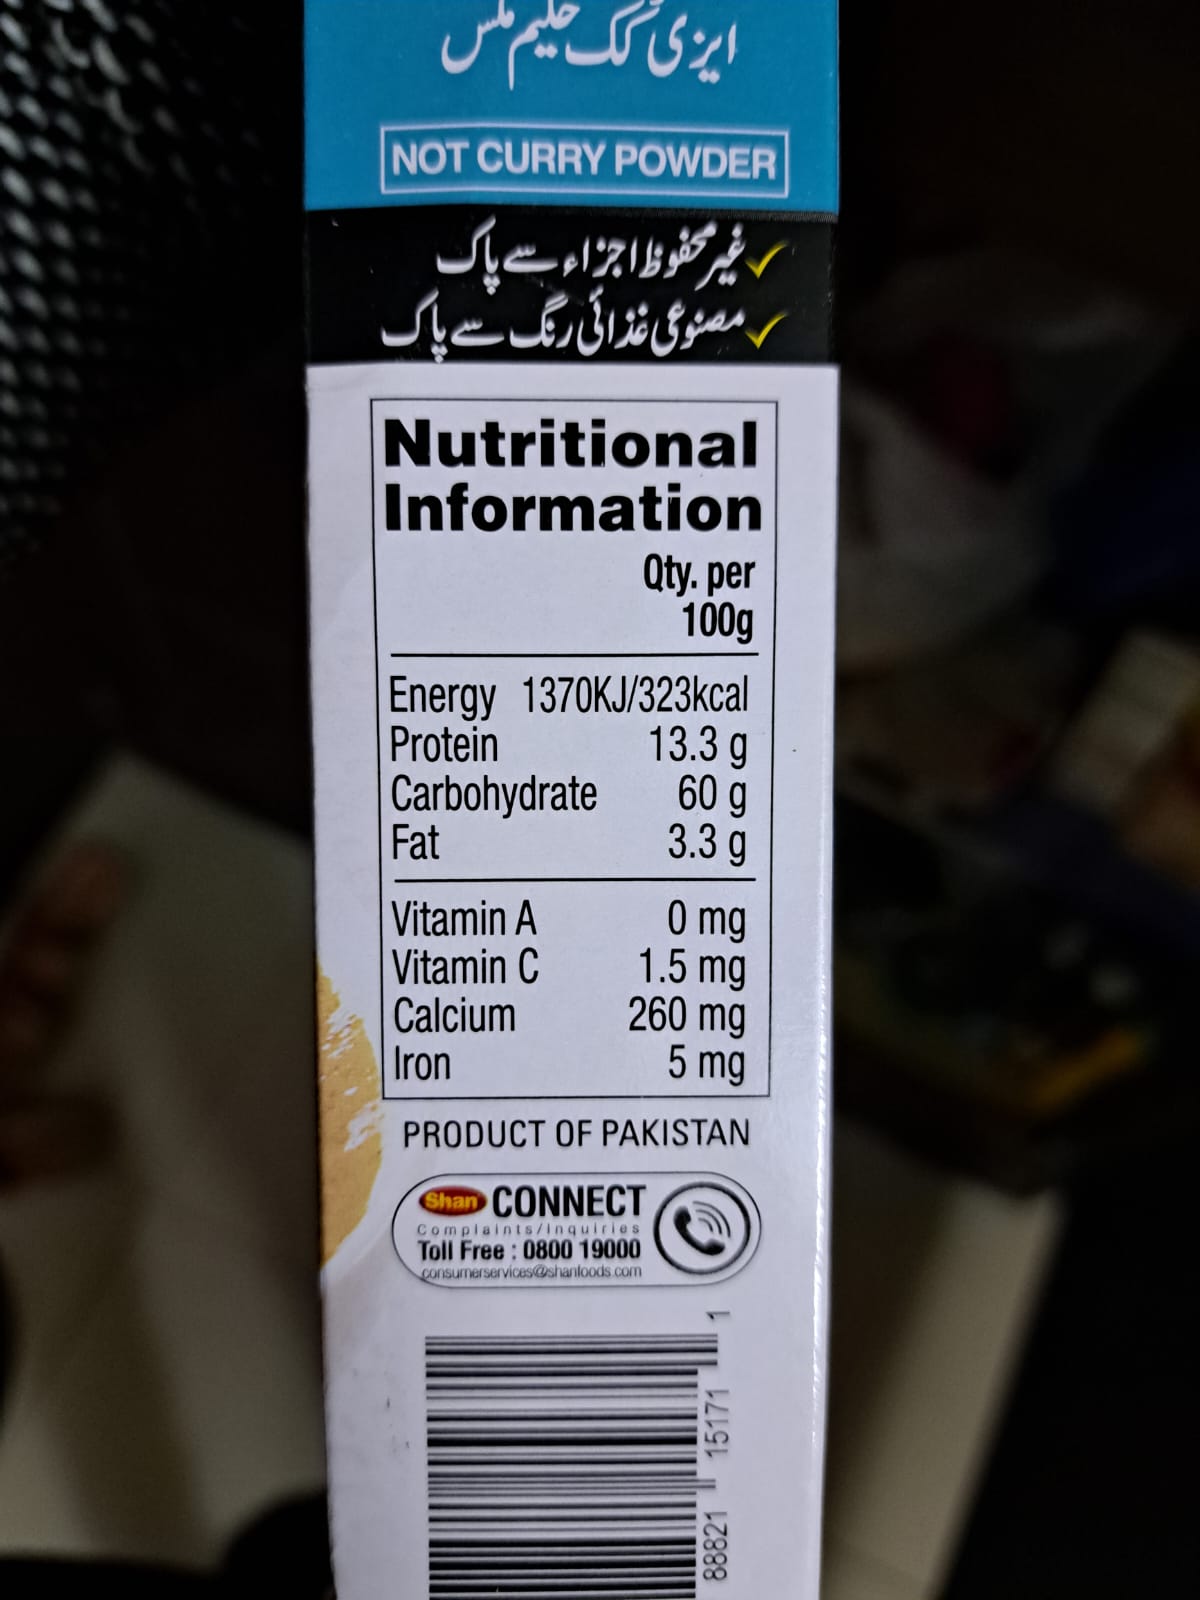 ایزی کک حلیم مکس
NOT CURRY POWDER
غیر محفوظ اجزاء سے پاک
مصنوعی غذائی رنگ سے پاک
Nutritional
Information
Qty. per
100g
Energy 1370KJ/323kcal
Protein 13.3 g
Carbohydrate 60 g
Fat 3.3 g
Vitamin A 0 mg
Vitamin C 1.5 mg
Calcium 260 mg
Iron 5 mg
PRODUCT OF PAKISTAN
Shan CONNECT
Complaints/Inquiries
Toll Free : 0800 19000
consumerservices@shanfoods.com
88821 15171 1